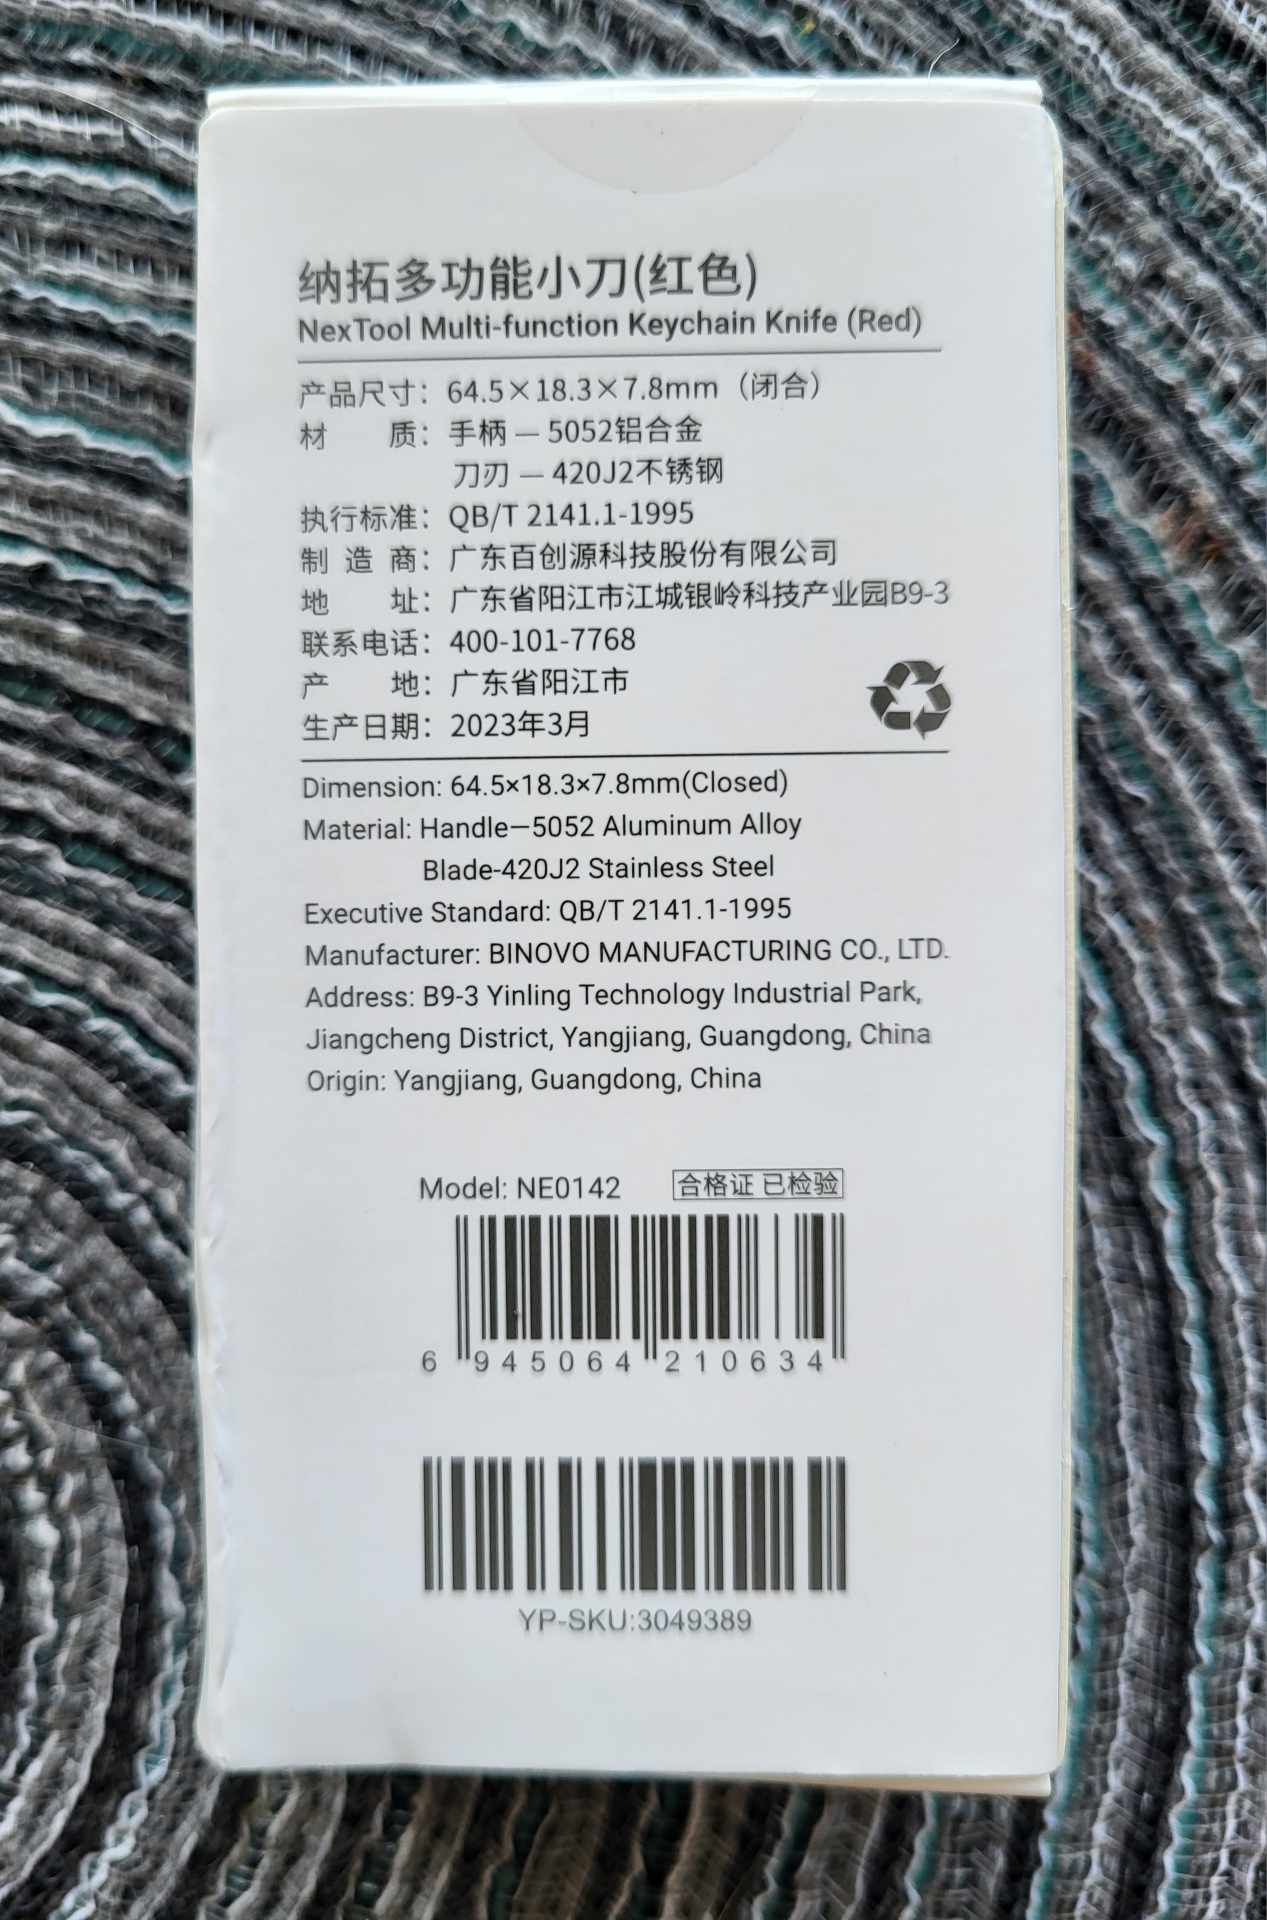 纳拓多功能小刀(红色)
NexTool Multi-function Keychain Knife (Red)
产品尺寸：64.5×18.3×7.8mm（闭合）
材 质：手柄 — 5052铝合金
刀刃 — 420J2不锈钢
执行标准：QB/T 2141.1-1995
制 造 商：广东百创源科技股份有限公司
地 址：广东省阳江市江城银岭科技产业园B9-3
联系电话：400-101-7768
产 地：广东省阳江市
生产日期：2023年3月
Dimension: 64.5×18.3×7.8mm(Closed)
Material: Handle—5052 Aluminum Alloy
Blade-420J2 Stainless Steel
Executive Standard: QB/T 2141.1-1995
Manufacturer: BINOVO MANUFACTURING CO., LTD.
Address: B9-3 Yinling Technology Industrial Park,
Jiangcheng District, Yangjiang, Guangdong, China
Origin: Yangjiang, Guangdong, China
Model: NE0142 合格证 已检验
6 945064 210634
YP-SKU:3049389